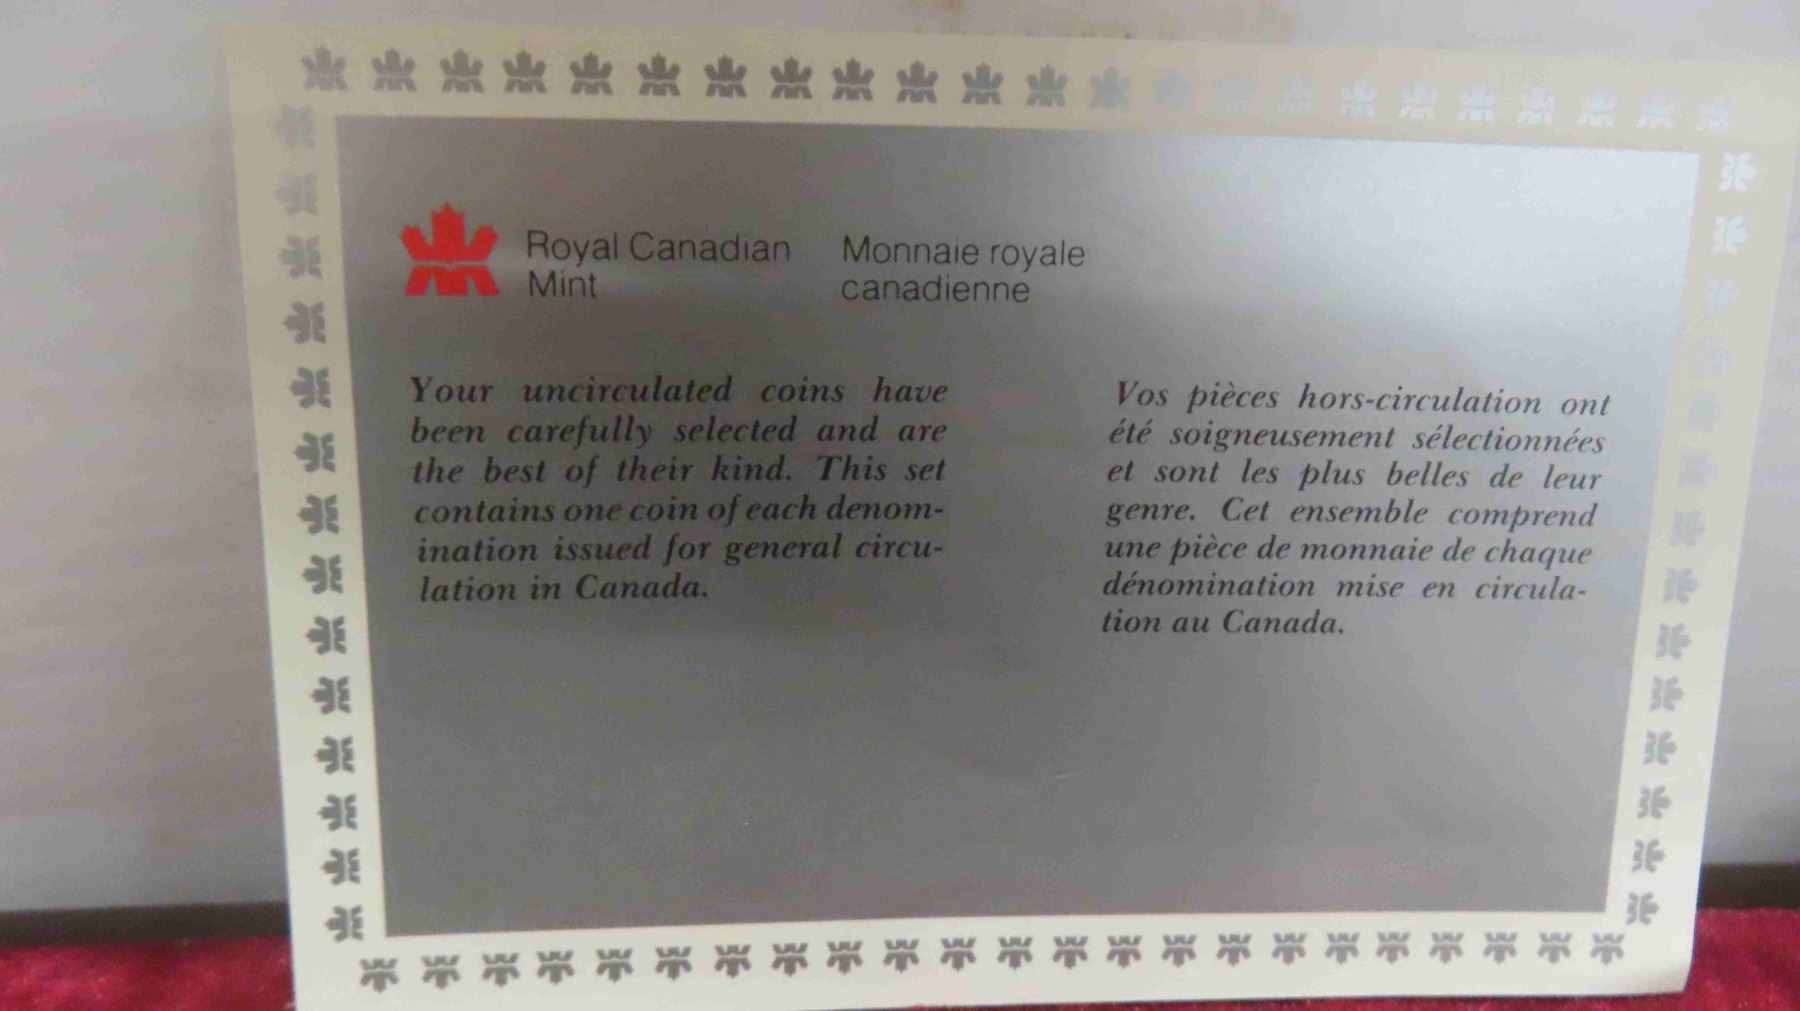 Royal Canadian
Mint
Monnaie royale
canadienne
Your uncirculated coins have
been carefully selected and are
the best of their kind. This set
contains one coin of each denom-
ination issued for general circu-
lation in Canada.
Vos pièces hors-circulation ont
été soigneusement sélectionnées
et sont les plus belles de leur
genre. Cet ensemble comprend
une pièce de monnaie de chaque
dénomination mise en circula-
tion au Canada.